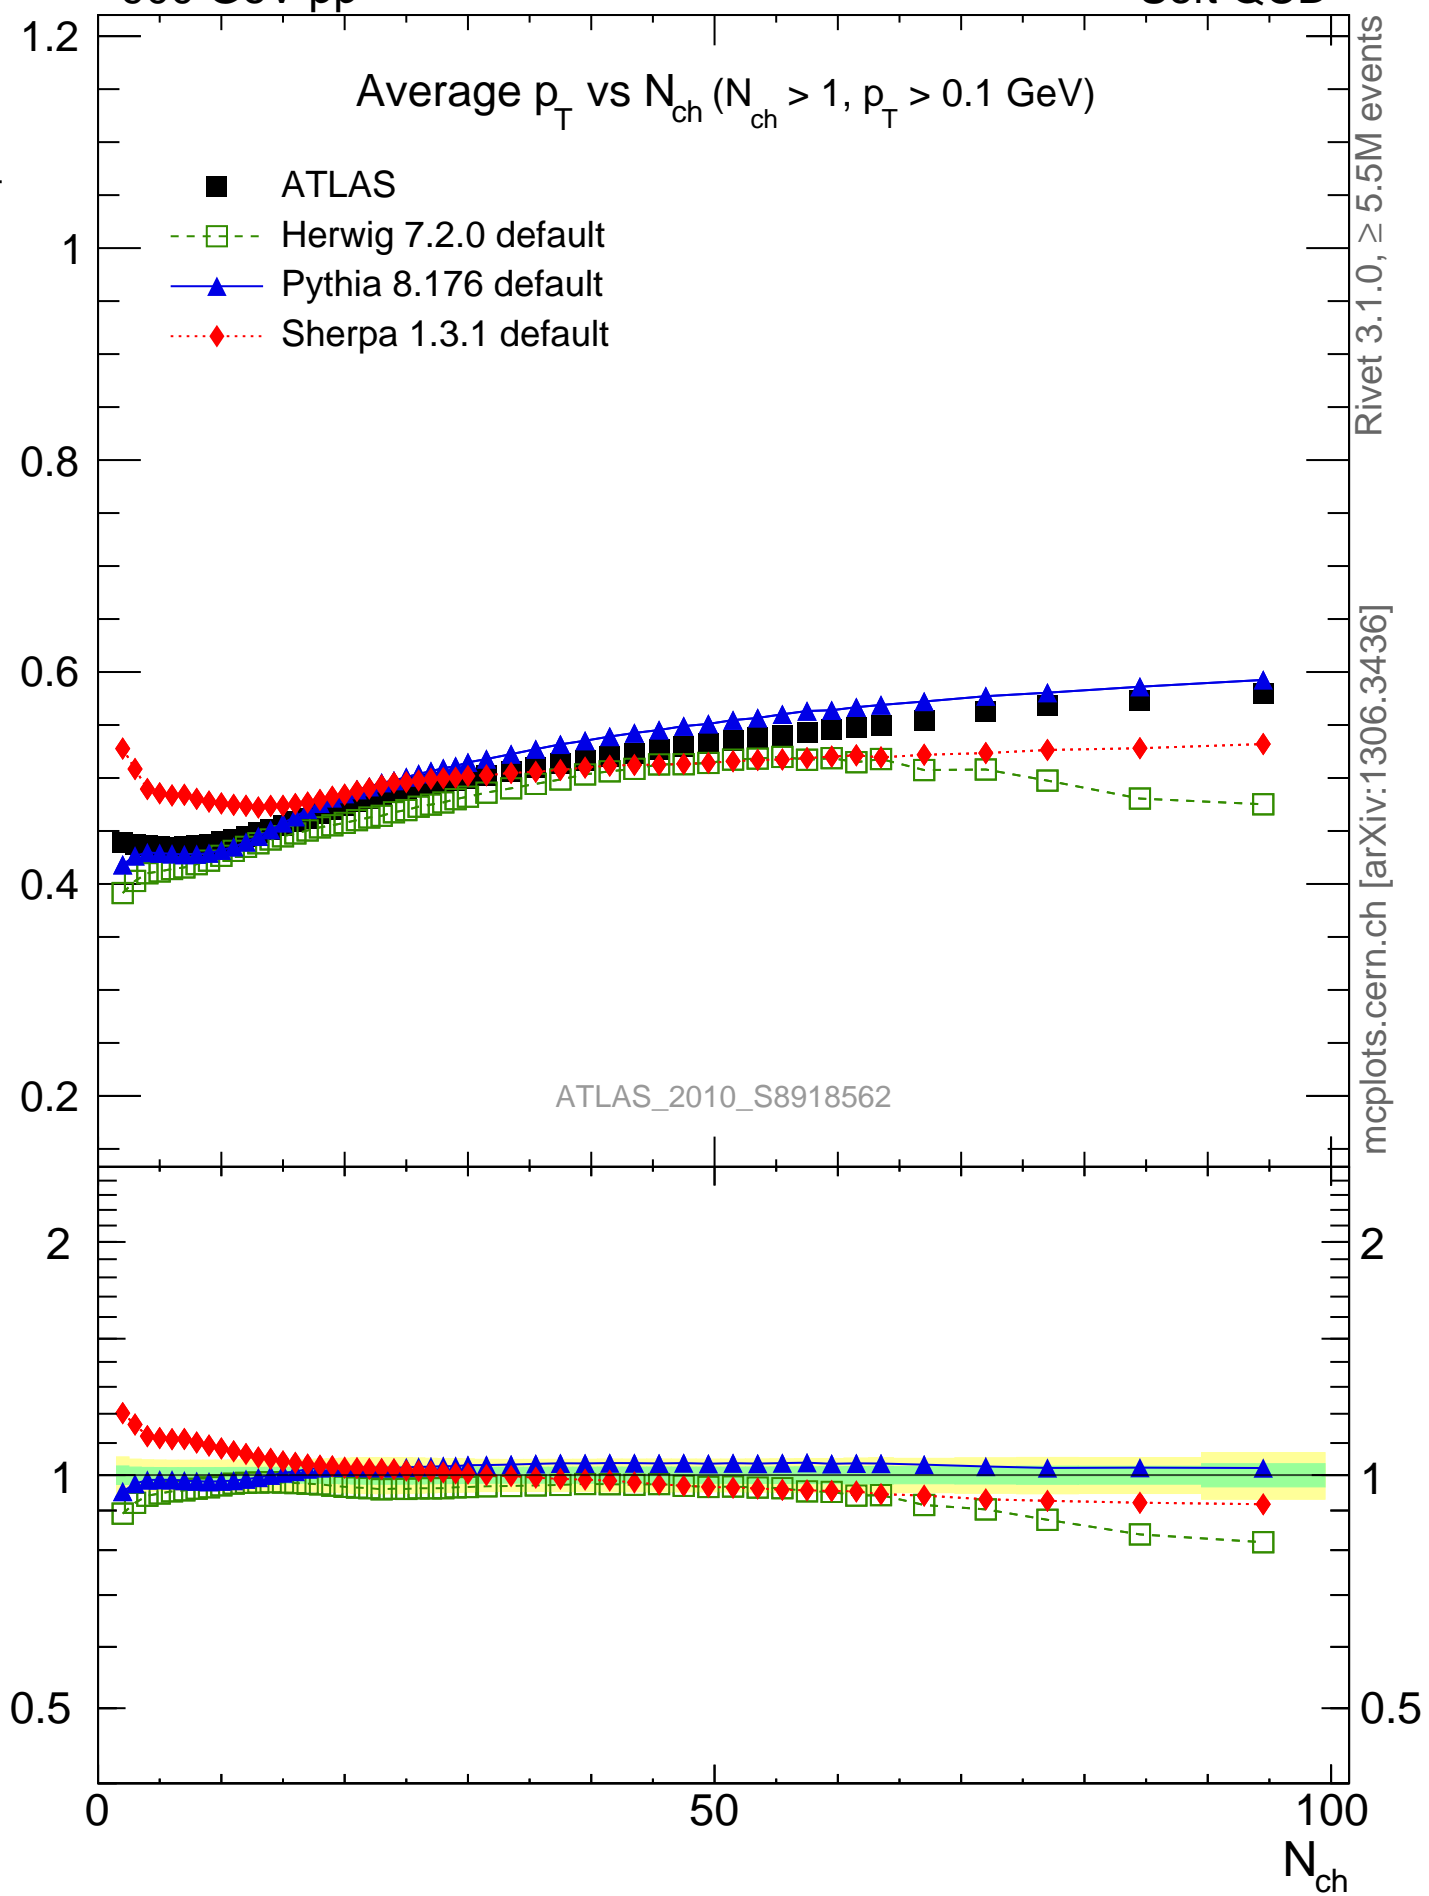 Average p_T vs N_ch (N_ch > 1, p_T > 0.1 GeV)
ATLAS
Herwig 7.2.0 default
Pythia 8.176 default
Sherpa 1.3.1 default
1.2
1
0.8
0.6
0.4
0.2
ATLAS_2010_S8918562
Rivet 3.1.0, ≥ 5.5M events
mcplots.cern.ch [arXiv:1306.3436]
2
1
0.5
2
1
0.5
0
50
100
N_ch